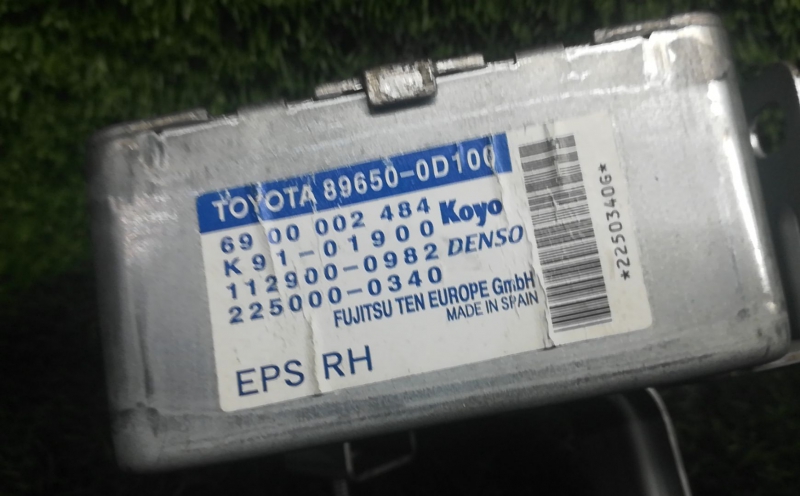 TOYOTA 89650-0D100
69 00 002 484 Koyo
K91-01900
112900-0982 DENSO
225000-0340
FUJITSU TEN EUROPE GmbH
MADE IN SPAIN
EPS RH
*2250340G*